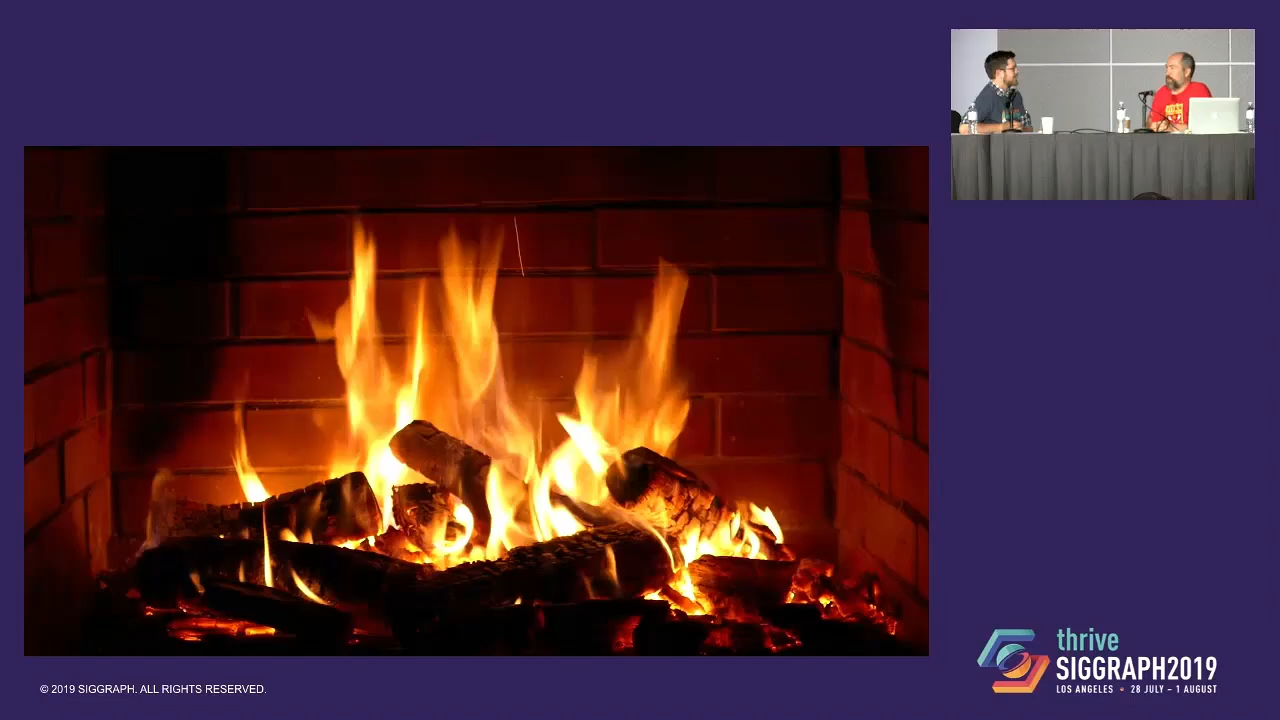 thrive
SIGGRAPH2019
LOS ANGELES • 28 JULY – 1 AUGUST
© 2019 SIGGRAPH. ALL RIGHTS RESERVED.